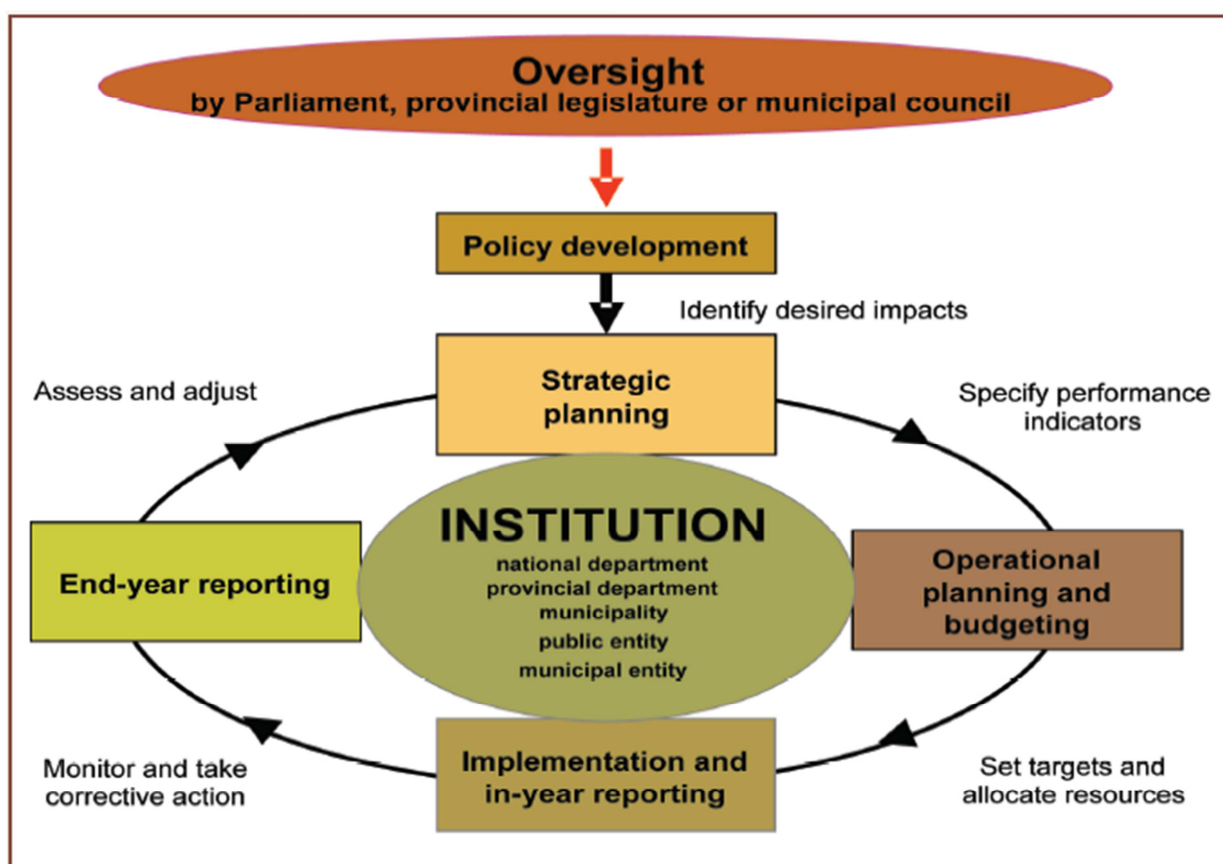 Oversight
by Parliament, provincial legislature or municipal council
Policy development
Identify desired impacts
Strategic
planning
Assess and adjust
Specify performance
indicators
INSTITUTION
national department
provincial department
municipality
public entity
municipal entity
End-year reporting
Operational
planning and
budgeting
Implementation and
in-year reporting
Monitor and take
corrective action
Set targets and
allocate resources